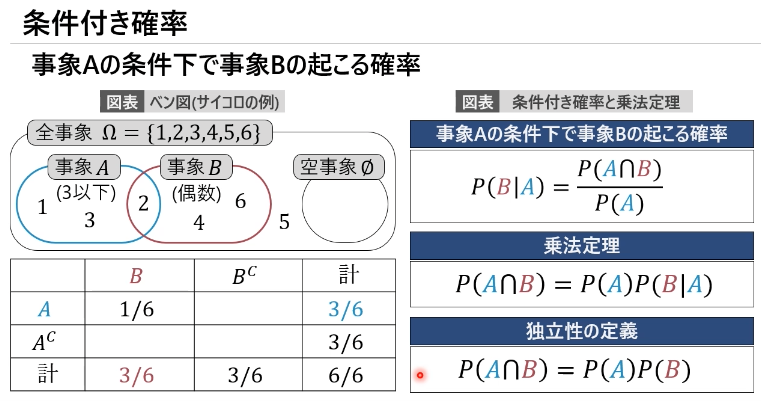 条件付き確率
事象Aの条件下で事象Bの起こる確率
図表 ベン図(サイコロの例)
全事象 Ω = {1,2,3,4,5,6}
事象 A 事象 B 空事象 ∅
(3以下) (偶数)
1 3 2 4 6 5
B B^C 計
A 1/6 3/6
A^C 3/6
計 3/6 3/6 6/6
図表 条件付き確率と乗法定理
事象Aの条件下で事象Bの起こる確率
P(B|A) = P(A∩B) / P(A)
乗法定理
P(A∩B) = P(A)P(B|A)
独立性の定義
P(A∩B) = P(A)P(B)